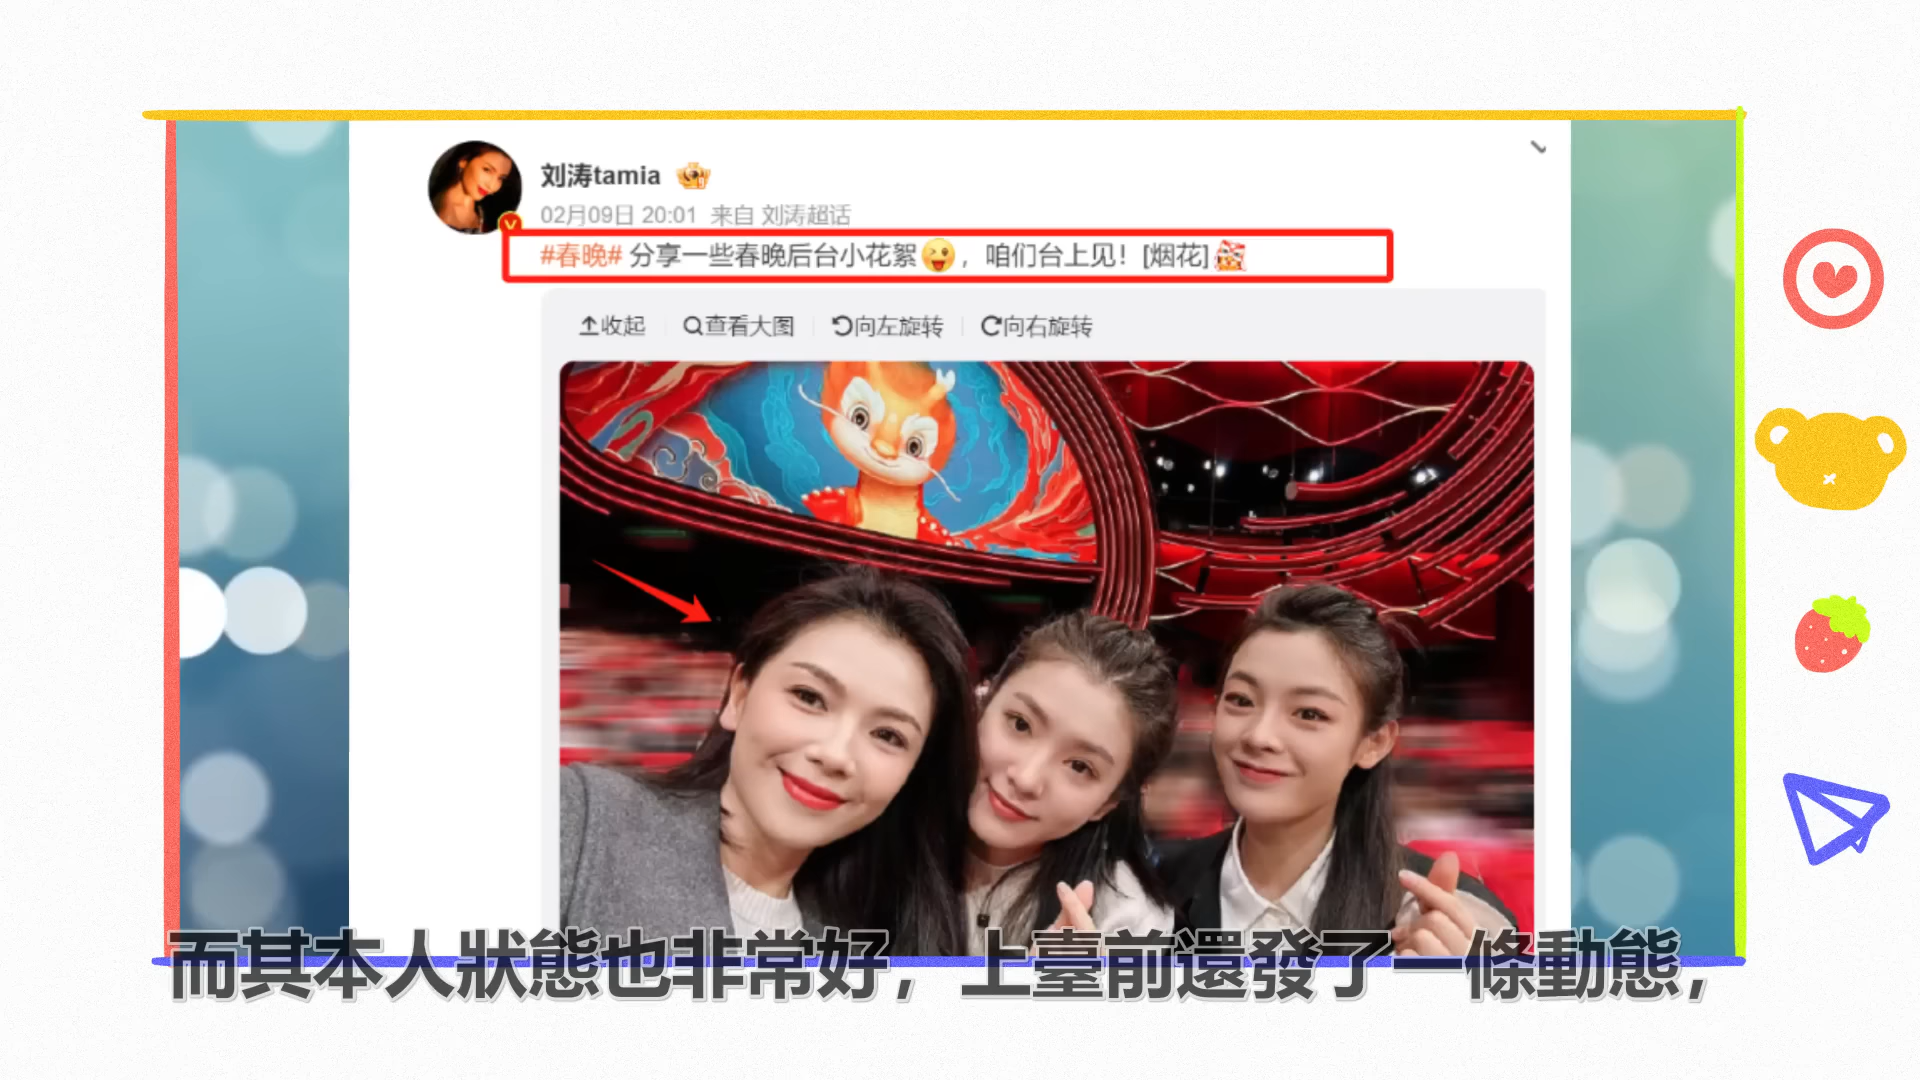 刘涛tamia
02月09日 20:01 来自 刘涛超话
#春晚# 分享一些春晚后台小花絮，咱们台上见！[烟花]
收起 查看大图 向左旋转 向右旋转
而其本人狀態也非常好，上臺前還發了一條動態，